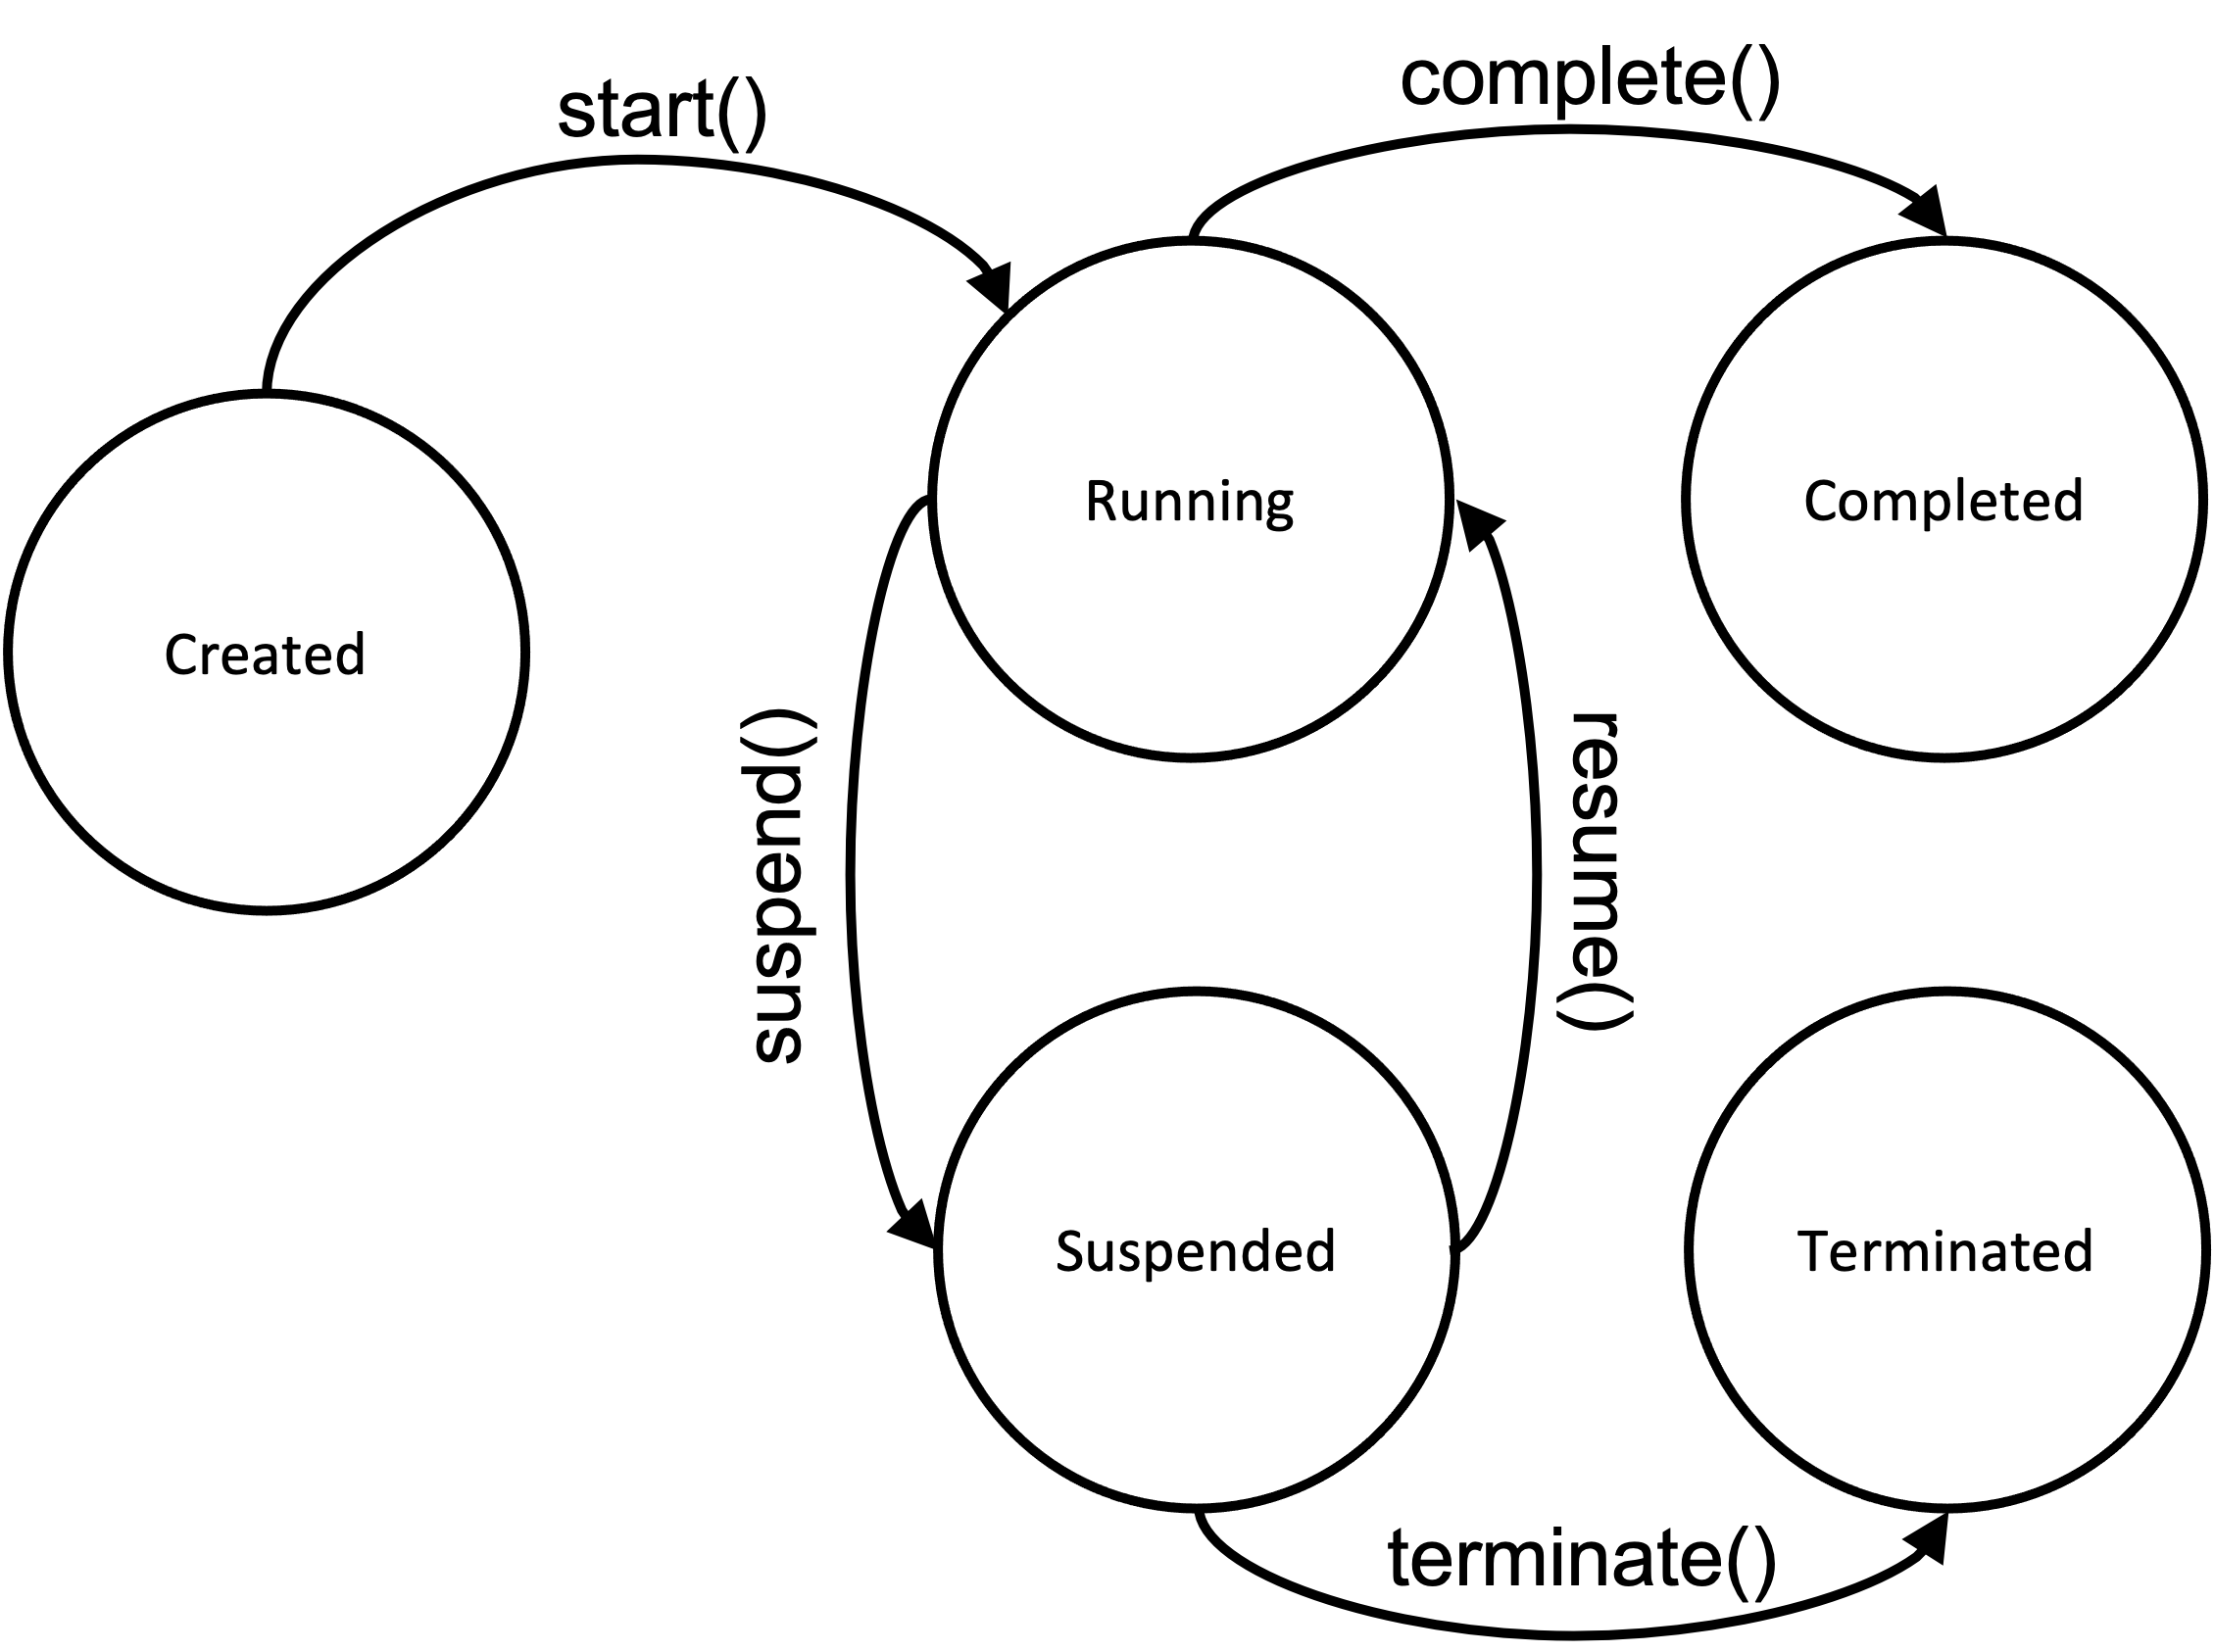 start()
complete()
Running
Completed
Created
suspend()
resume()
Suspended
Terminated
terminate()